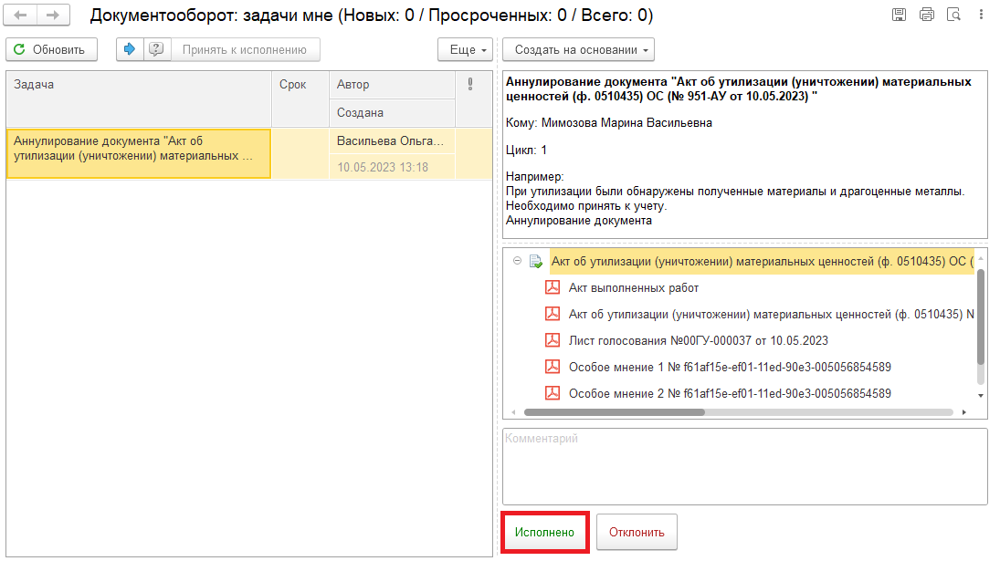 Документооборот: задачи мне (Новых: 0 / Просроченных: 0 / Всего: 0)
Обновить
Принять к исполнению
Еще
Создать на основании
Задача
Срок
Автор
Создана
Аннулирование документа "Акт об
утилизации (уничтожении) материальных ...
Васильева Ольга...
10.05.2023 13:18
Аннулирование документа "Акт об утилизации (уничтожении) материальных
ценностей (ф. 0510435) ОС (№ 951-АУ от 10.05.2023) "
Кому: Мимозова Марина Васильевна
Цикл: 1
Например:
При утилизации были обнаружены полученные материалы и драгоценные металлы.
Необходимо принять к учету.
Аннулирование документа
Акт об утилизации (уничтожении) материальных ценностей (ф. 0510435) ОС (
Акт выполненных работ
Акт об утилизации (уничтожении) материальных ценностей (ф. 0510435) N
Лист голосования №00ГУ-000037 от 10.05.2023
Особое мнение 1 № f61af15e-ef01-11ed-90e3-005056854589
Особое мнение 2 № f61af15e-ef01-11ed-90e3-005056854589
Комментарий
Исполнено
Отклонить